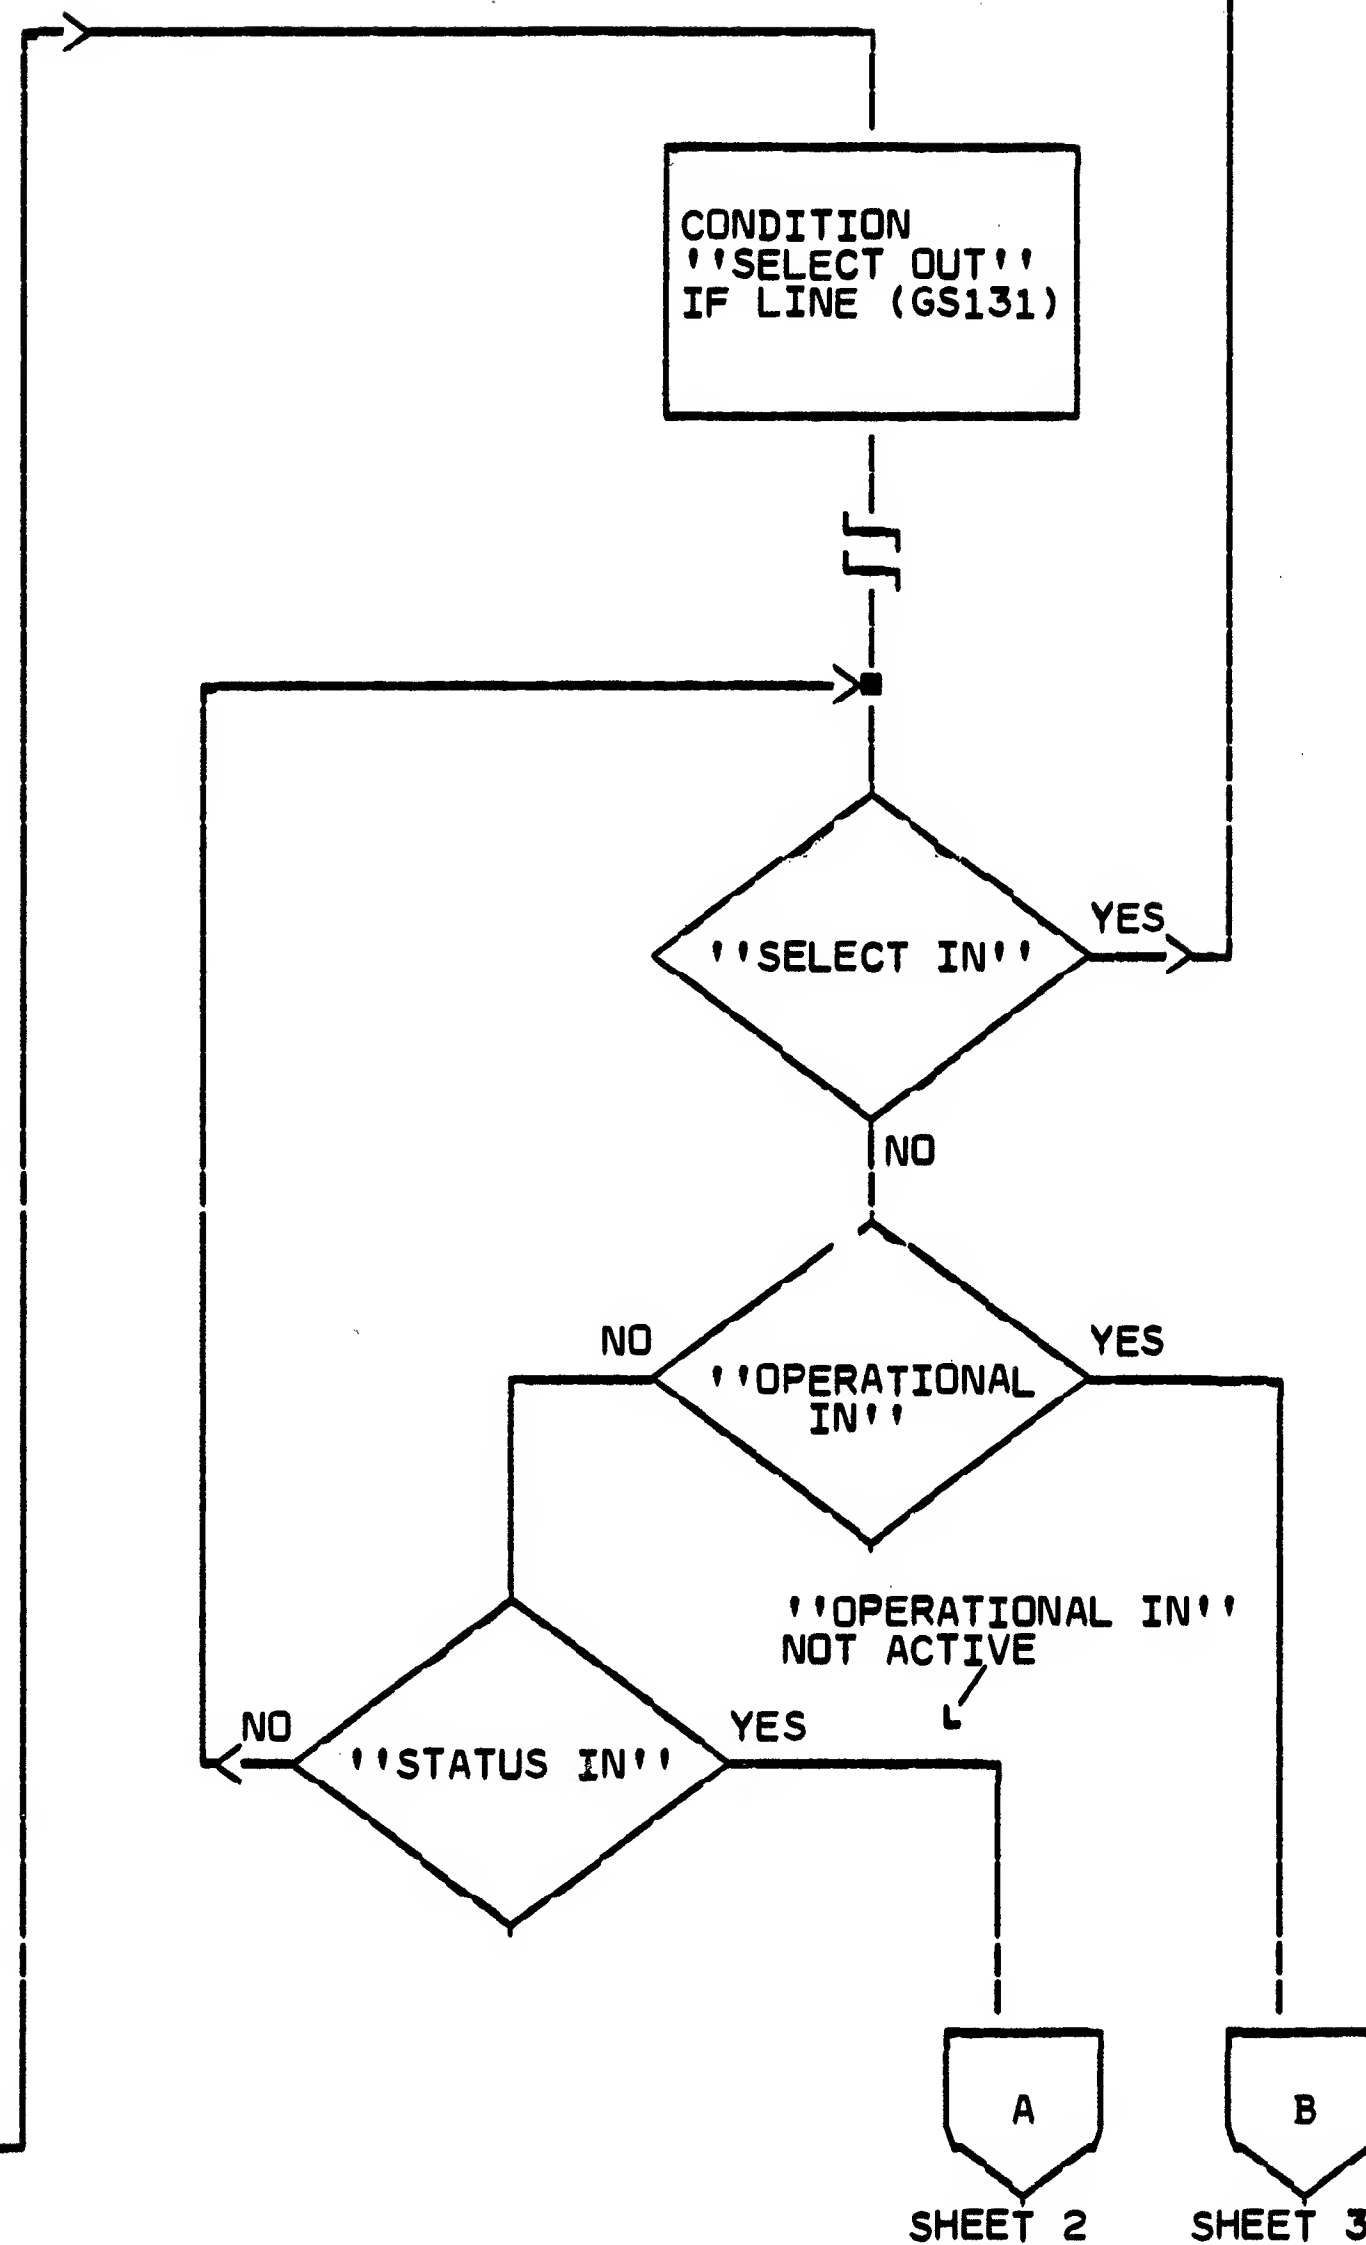 CONDITION
''SELECT OUT''
IF LINE (GS131)
YES
''SELECT IN''
NO
NO
YES
''OPERATIONAL
IN''
''OPERATIONAL IN''
NOT ACTIVE
NO
YES
''STATUS IN''
A
B
SHEET 2
SHEET 3